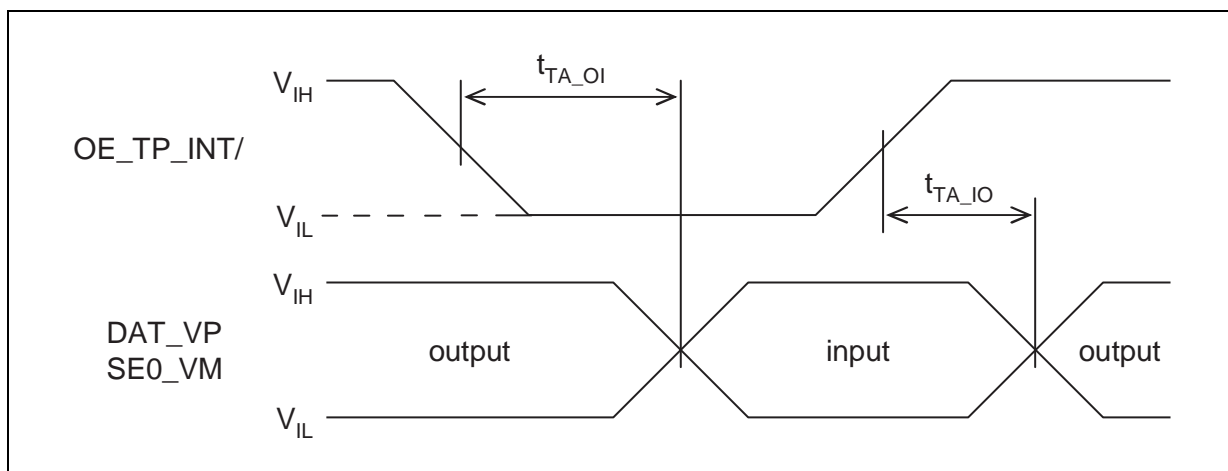 V_IH
t_TA_OI
OE_TP_INT/
t_TA_IO
V_IL
V_IH
DAT_VP
SE0_VM
output
input
output
V_IL